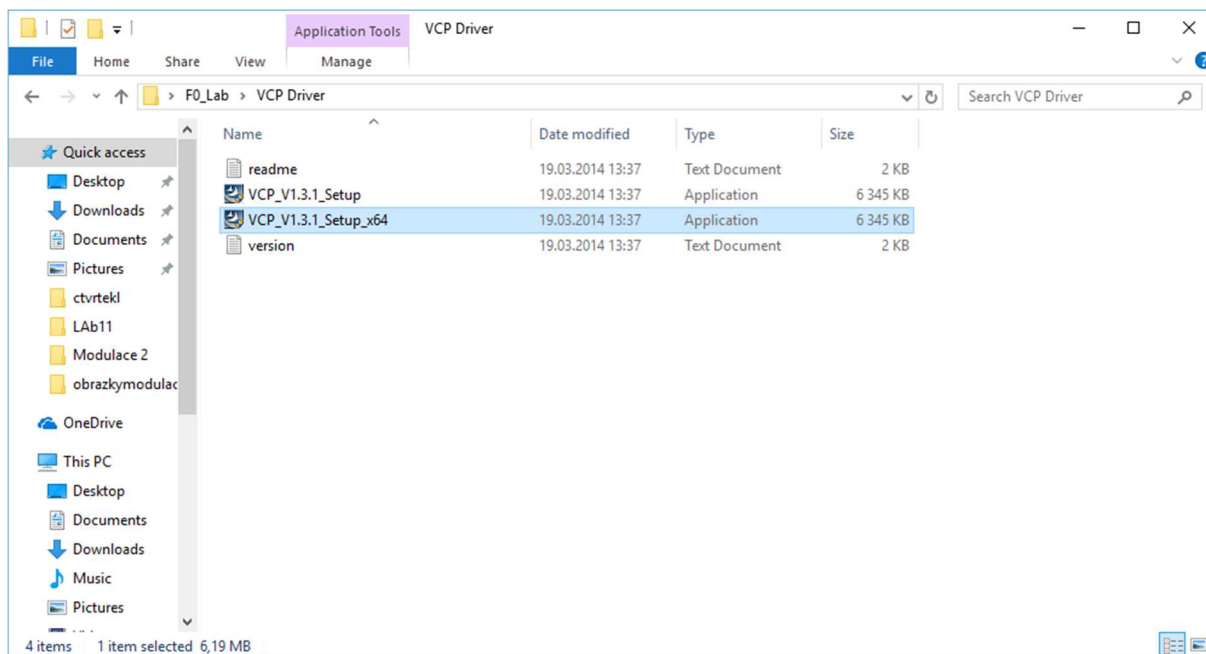 Application Tools VCP Driver
File Home Share View Manage
F0_Lab VCP Driver Search VCP Driver
Name Date modified Type Size
Quick access
Desktop
Downloads
Documents
Pictures
ctvrtekl
LAb11
Modulace 2
obrazkymodulac
OneDrive
This PC
Desktop
Documents
Downloads
Music
Pictures
readme 19.03.2014 13:37 Text Document 2 KB
VCP_V1.3.1_Setup 19.03.2014 13:37 Application 6 345 KB
VCP_V1.3.1_Setup_x64 19.03.2014 13:37 Application 6 345 KB
version 19.03.2014 13:37 Text Document 2 KB
4 items 1 item selected 6,19 MB